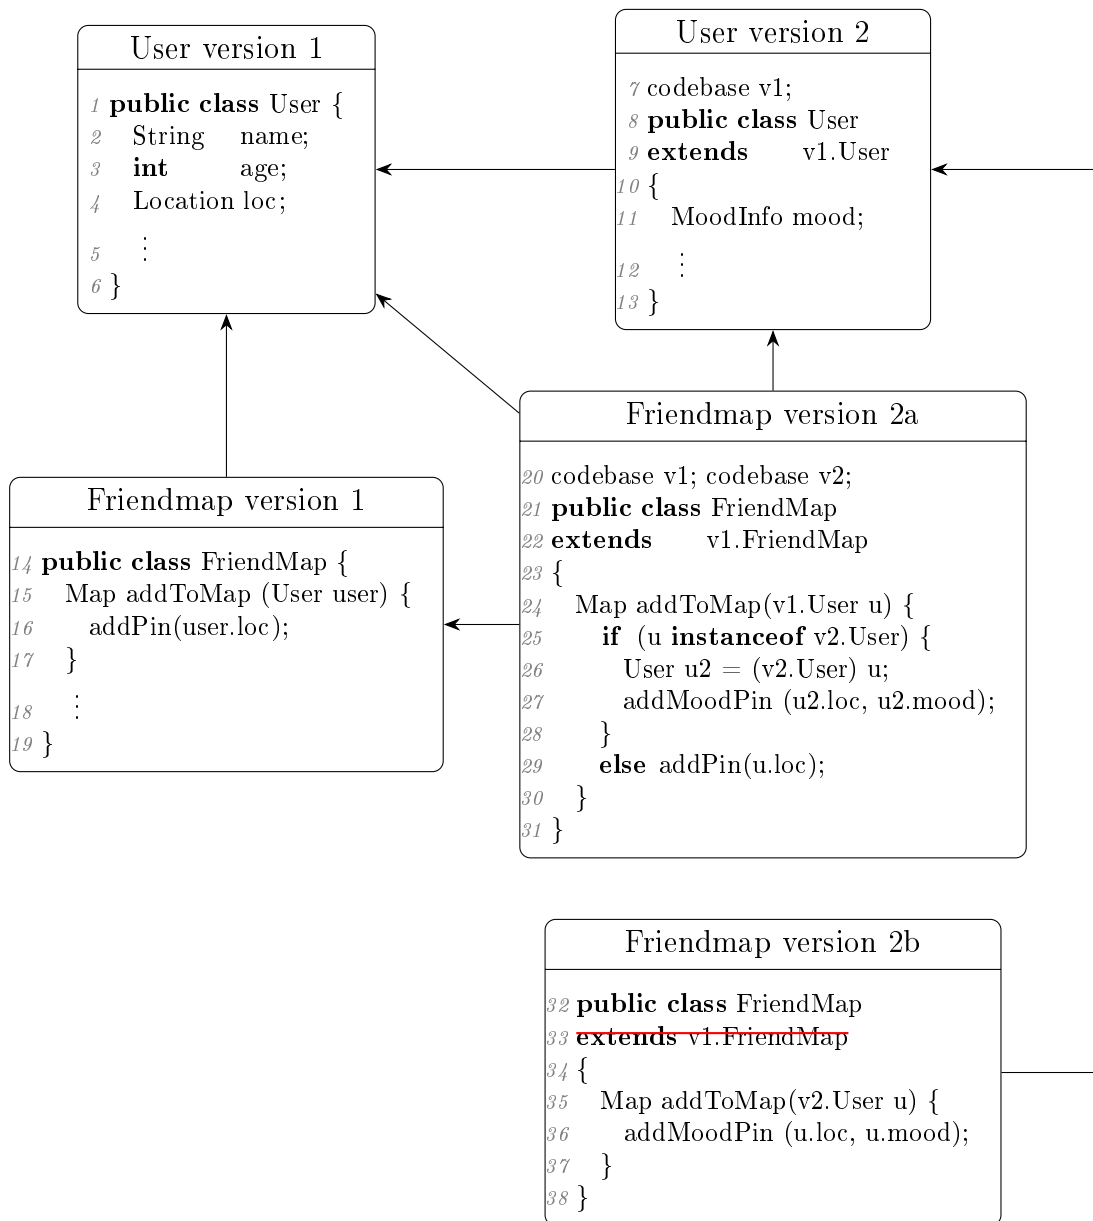 User version 1
1 public class User {
2 String name;
3 int age;
4 Location loc;
5 ⋮
6 }
User version 2
7 codebase v1;
8 public class User
9 extends v1.User
10 {
11 MoodInfo mood;
12 ⋮
13 }
Friendmap version 1
14 public class FriendMap {
15 Map addToMap (User user) {
16 addPin(user.loc);
17 }
18 ⋮
19 }
Friendmap version 2a
20 codebase v1; codebase v2;
21 public class FriendMap
22 extends v1.FriendMap
23 {
24 Map addToMap(v1.User u) {
25 if (u instanceof v2.User) {
26 User u2 = (v2.User) u;
27 addMoodPin (u2.loc, u2.mood);
28 }
29 else addPin(u.loc);
30 }
31 }
Friendmap version 2b
32 public class FriendMap
33 extends v1.FriendMap
34 {
35 Map addToMap(v2.User u) {
36 addMoodPin (u.loc, u.mood);
37 }
38 }